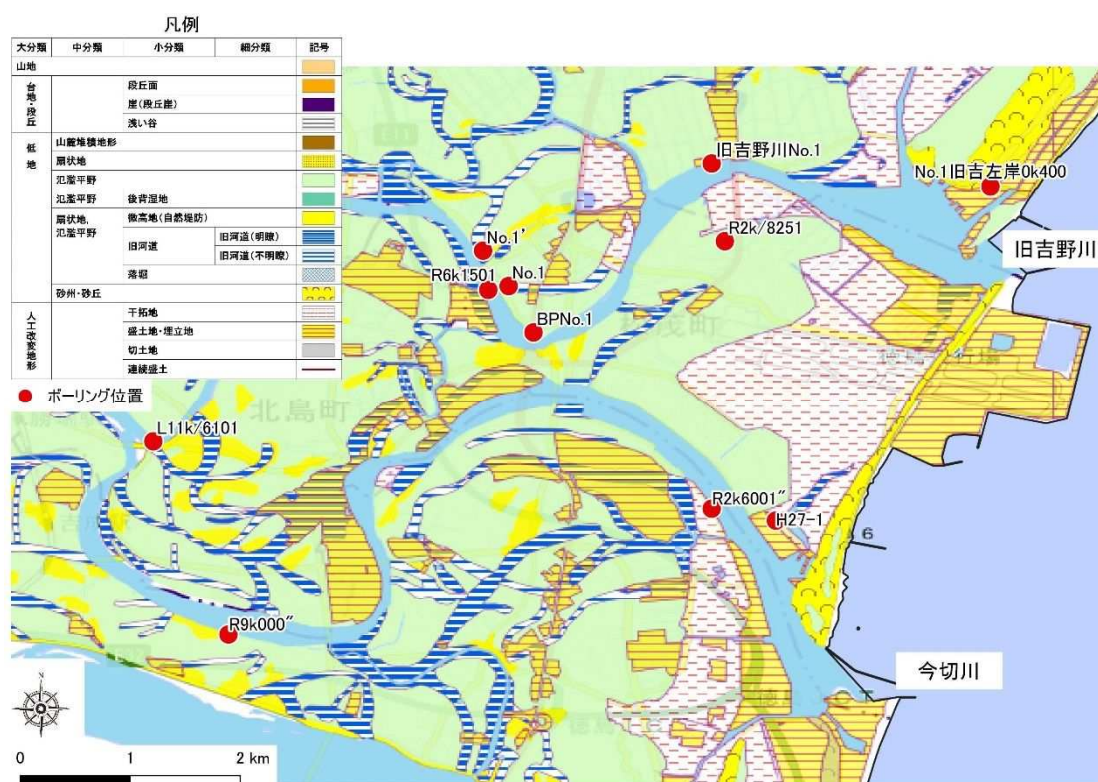 凡例
大分類 中分類 小分類 細分類 記号
山地
台地・段丘 段丘面
崖(段丘崖)
浅い谷
低地 山麓堆積地形
扇状地
氾濫平野
氾濫平野 後背湿地
扇状地、氾濫平野 微高地(自然堤防)
旧河道 旧河道(明瞭)
旧河道(不明瞭)
落堀
砂州・砂丘
人工改変地形 干拓地
盛土地・埋立地
切土地
連続盛土
ボーリング位置
旧吉野川No.1
No.1旧吉左岸0k400
R2k/8251
旧吉野川
No.1'
R6k1501
No.1
BPNo.1
北島町
L11k/6101
R2k6001"
H27-1
6
R9k000"
今切川
N
0 1 2 km